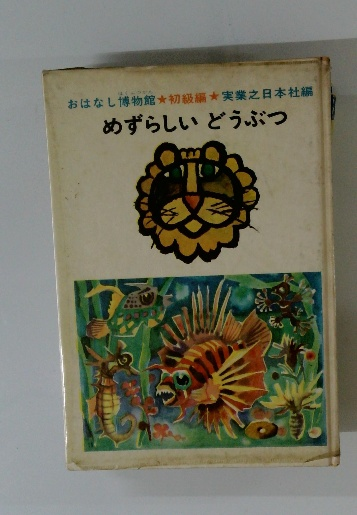 おはなし博物館★初級編★実業之日本社編
めずらしい どうぶつ